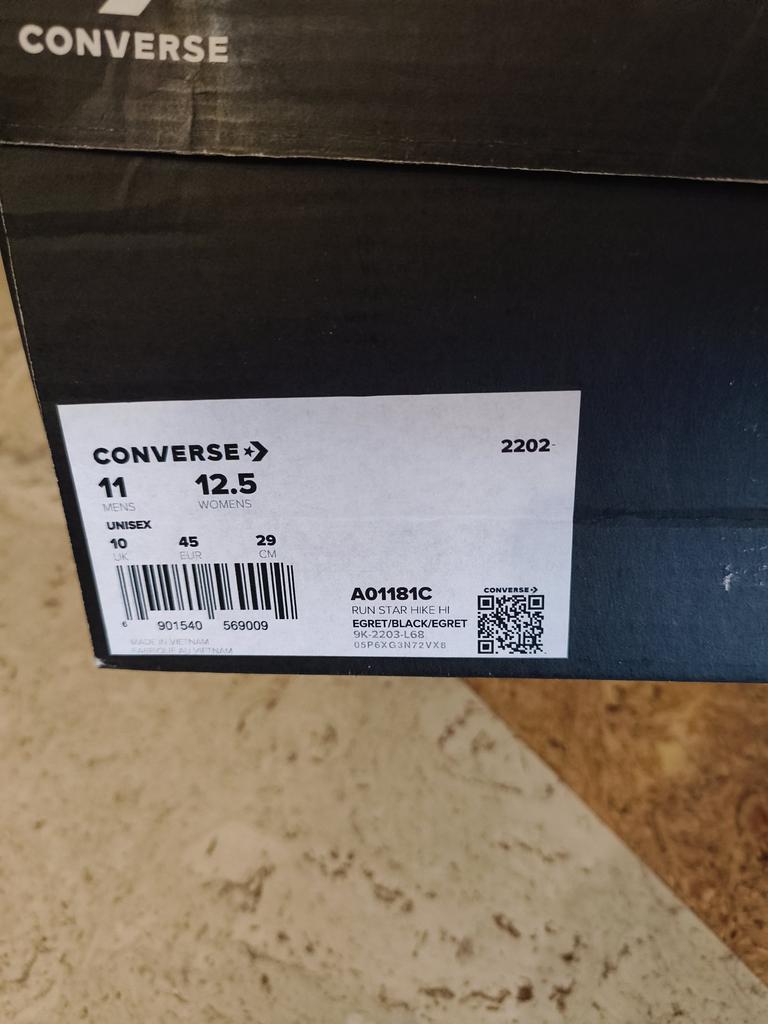 CONVERSE
CONVERSE
2202-
11 12.5
MENS WOMENS
UNISEX
10 45 29
UK EUR CM
6 901540 569009
MADE IN VIETNAM
FABRIQUE AU VIETNAM
A01181C
RUN STAR HIKE HI
EGRET/BLACK/EGRET
9K-2203-L68
05P6XG3N72VX8
CONVERSE